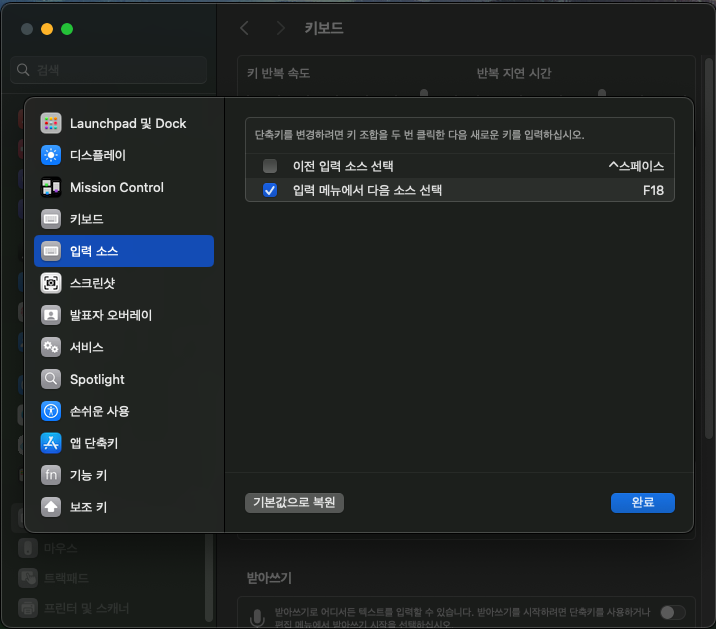 키보드
검색
키 반복 속도
반복 지연 시간
Launchpad 및 Dock
디스플레이
Mission Control
키보드
입력 소스
스크린샷
발표자 오버레이
서비스
Spotlight
손쉬운 사용
앱 단축키
fn 기능 키
보조 키
단축키를 변경하려면 키 조합을 두 번 클릭한 다음 새로운 키를 입력하십시오.
이전 입력 소스 선택 ^스페이스
입력 메뉴에서 다음 소스 선택 F18
기본값으로 복원
완료
마우스
트랙패드
프린터 및 스캐너
받아쓰기
받아쓰기로 어디서든 텍스트를 입력할 수 있습니다. 받아쓰기를 시작하려면 단축키를 사용하거나
편집 메뉴에서 받아쓰기 시작을 선택하십시오.